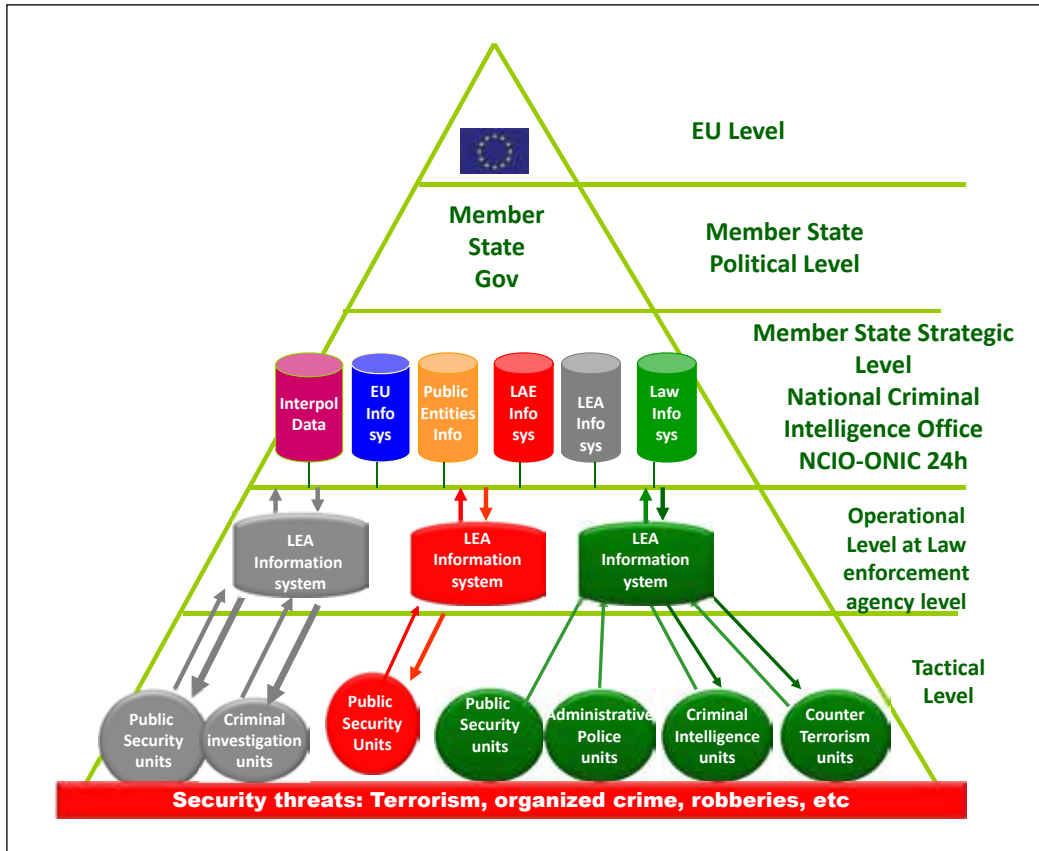 EU Level
Member
State
Gov
Member State
Political Level
Member State Strategic
Level
National Criminal
Intelligence Office
NCIO-ONIC 24h
Interpol
Data
EU
Info
sys
Public
Entities
Info
LAE
Info
sys
LEA
Info
sys
Law
Info
sys
LEA
Information
system
LEA
Information
system
LEA
Information
ystem
Operational
Level at Law
enforcement
agency level
Tactical
Level
Public
Security
units
Criminal
investigation
units
Public
Security
Units
Public
Security
units
Administrative
Police
units
Criminal
Intelligence
units
Counter
Terrorism
units
Security threats: Terrorism, organized crime, robberies, etc